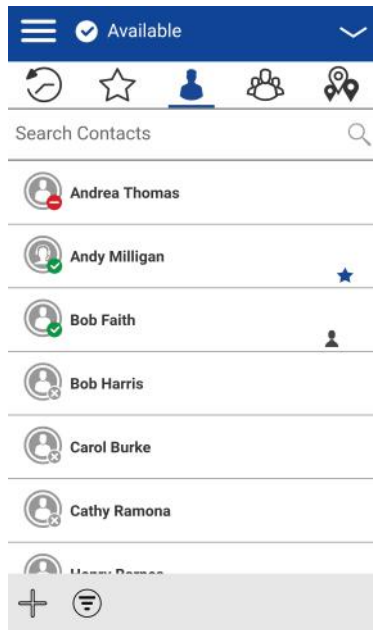 Available
Search Contacts
Andrea Thomas
Andy Milligan
Bob Faith
Bob Harris
Carol Burke
Cathy Ramona